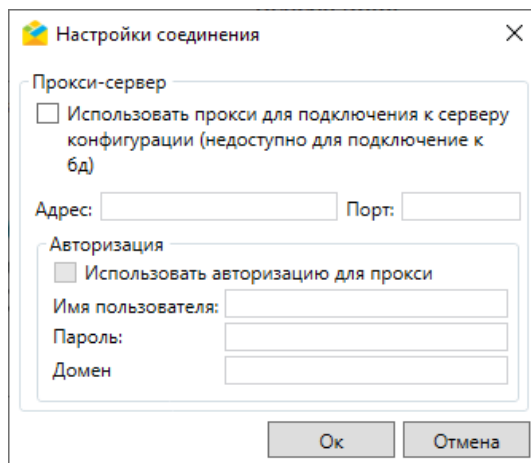 Настройки соединения
Прокси-сервер
Использовать прокси для подключения к серверу
конфигурации (недоступно для подключение к
бд)
Адрес: Порт:
Авторизация
Использовать авторизацию для прокси
Имя пользователя:
Пароль:
Домен
Ок Отмена